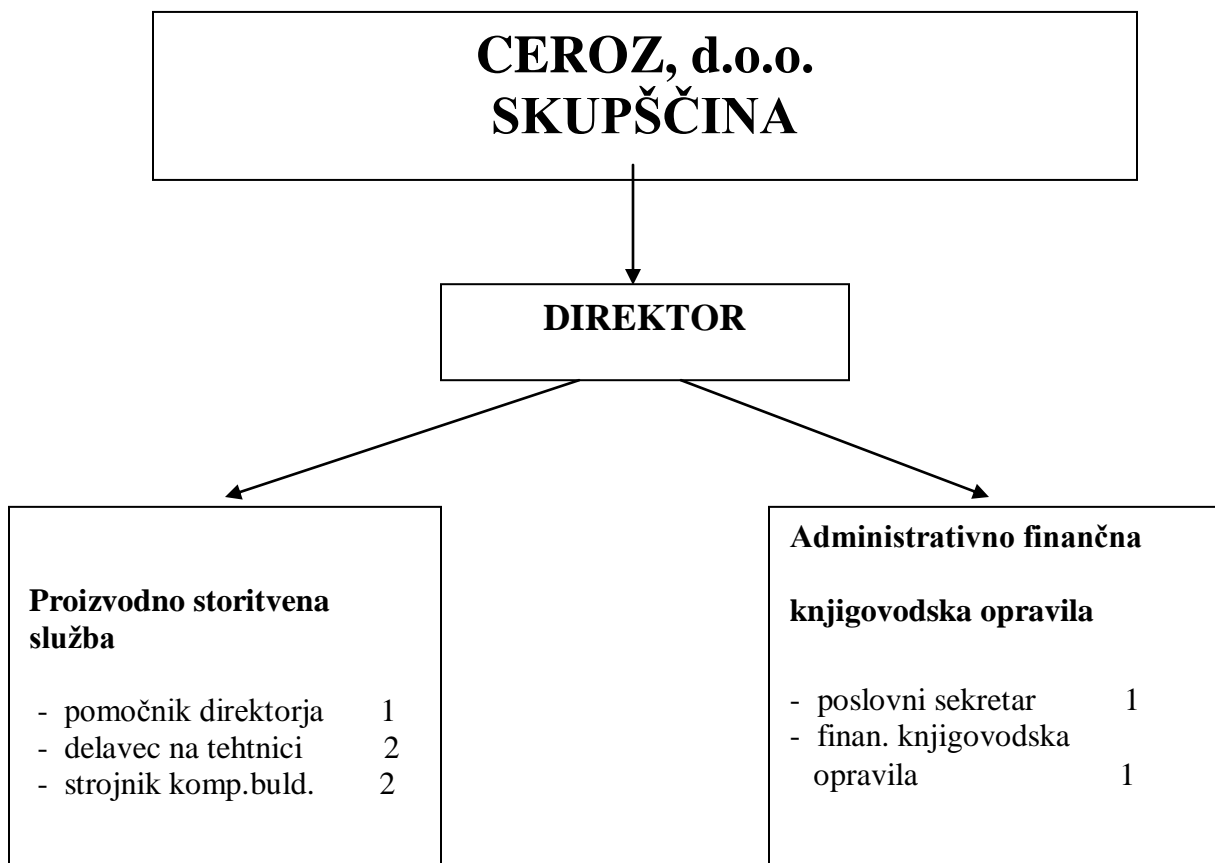 CEROZ, d.o.o.
SKUPŠČINA
DIREKTOR
Proizvodno storitvena
služba
- pomočnik direktorja 1
- delavec na tehtnici 2
- strojnik komp.buld. 2
Administrativno finančna
knjigovodska opravila
- poslovni sekretar 1
- finan. knjigovodska
opravila 1